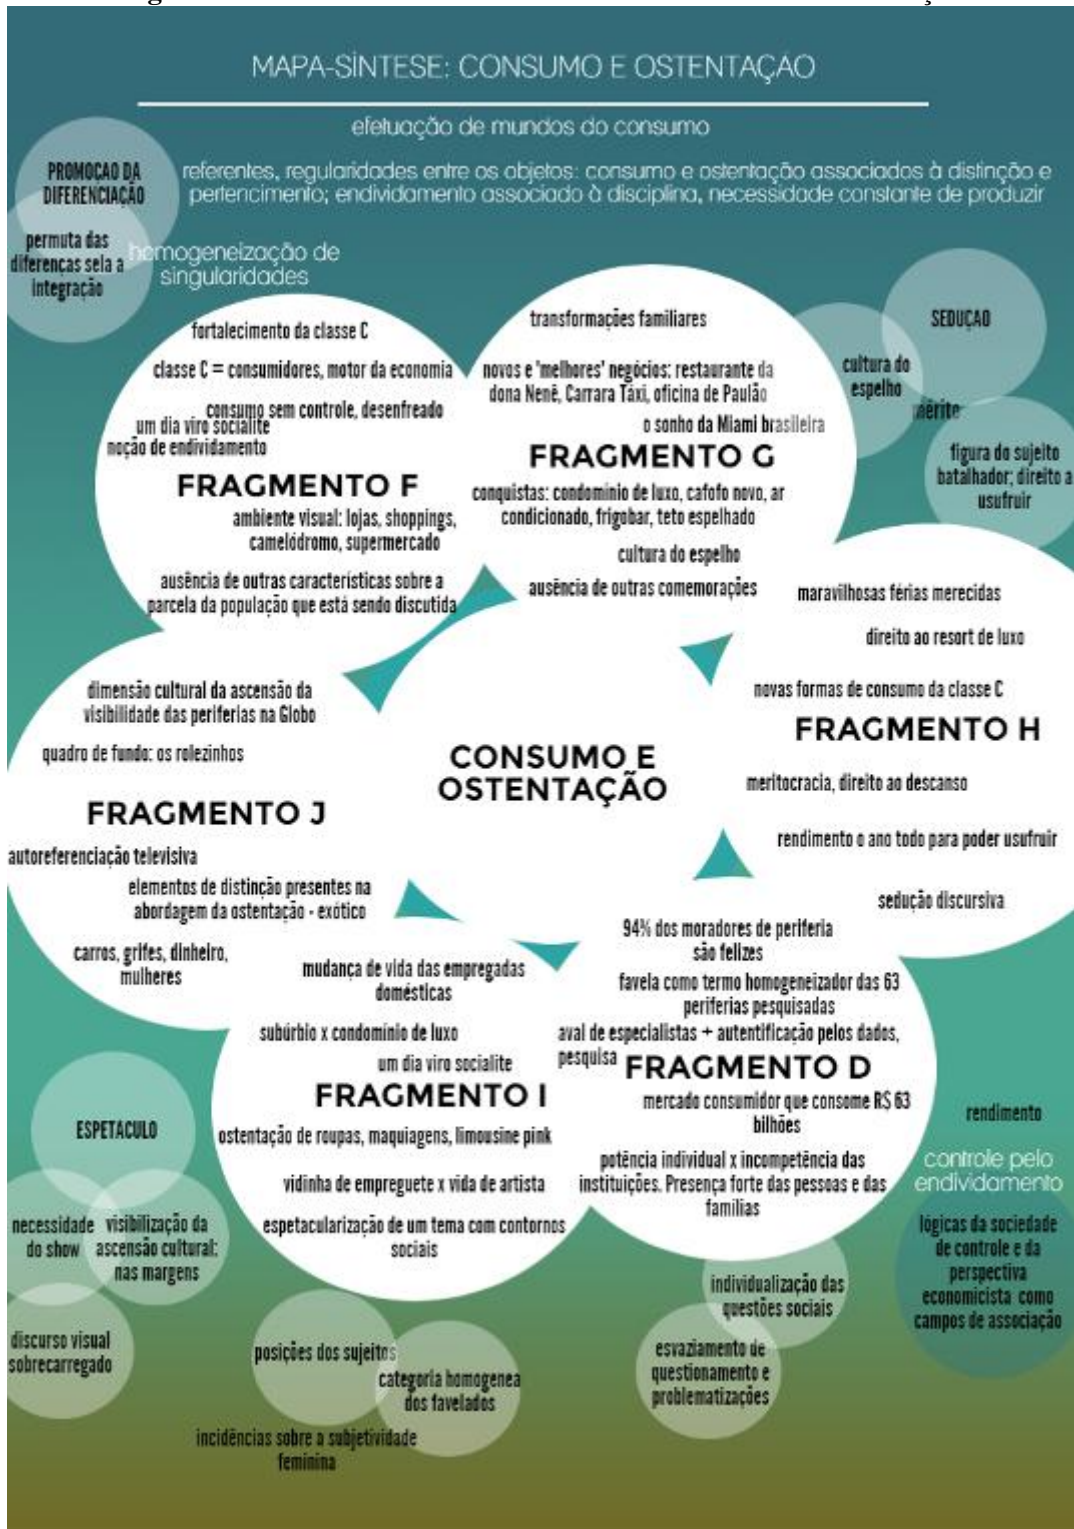 MAPA-SÍNTESE: CONSUMO E OSTENTAÇÃO
efetuação de mundos do consumo
PROMOÇAO DA
DIFERENCIAÇÃO
referentes, regularidades entre os objetos: consumo e ostentação associados à distinção e
pertencimento; endividamento associado à disciplina, necessidade constante de produzir
permuta das
diferenças sela a
integração
homogeneização de
singularidades
fortalecimento da classe C
classe C = consumidores, motor da economia
consumo sem controle, desenfreado
um dia viro socialite
noção de endividamento
FRAGMENTO F
ambiente visual: lojas, shoppings,
camelódromo, supermercado
ausência de outras características sobre a
parcela da população que está sendo discutida
transformações familiares
novos e 'melhores' negócios: restaurante da
dona Nenê, Carrara Táxi, oficina de Paulão
o sonho da Miami brasileira
FRAGMENTO G
conquistas: condomínio de luxo, cafofo novo, ar
condicionado, frigobar, teto espelhado
cultura do espelho
ausência de outras comemorações
SEDUÇAO
cultura do
espelho
mérito
figura do sujeito
batalhador; direito a
usufruir
maravilhosas férias merecidas
direito ao resort de luxo
novas formas de consumo da classe C
FRAGMENTO H
meritocracia, direito ao descanso
rendimento o ano todo para poder usufruir
sedução discursiva
dimensão cultural da ascensão da
visibilidade das periferias na Globo
quadro de fundo: os rolezinhos
FRAGMENTO J
autoreferenciação televisiva
elementos de distinção presentes na
abordagem da ostentação - exótico
carros, grifes, dinheiro,
mulheres
CONSUMO E
OSTENTAÇÃO
94% dos moradores de periferia
são felizes
favela como termo homogeneizador das 63
periferias pesquisadas
aval de especialistas + autentificação pelos dados,
pesquisa
FRAGMENTO D
mercado consumidor que consome R$ 63
bilhões
potência individual x incompetência das
instituições. Presença forte das pessoas e das
famílias
mudança de vida das empregadas
domésticas
subúrbio x condomínio de luxo
um dia viro socialite
FRAGMENTO I
ostentação de roupas, maquiagens, limousine pink
vidinha de empreguete x vida de artista
espetacularização de um tema com contornos
sociais
ESPETACULO
necessidade
do show
visibilização da
ascensão cultural:
nas margens
discurso visual
sobrecarregado
posições dos sujeitos
categoria homogenea
dos favelados
incidências sobre a subjetividade
feminina
individualização das
questões sociais
esvaziamento de
questionamento e
problematizações
rendimento
controle pelo
endividamento
lógicas da sociedade
de controle e da
perspectiva
economicista como
campos de associação